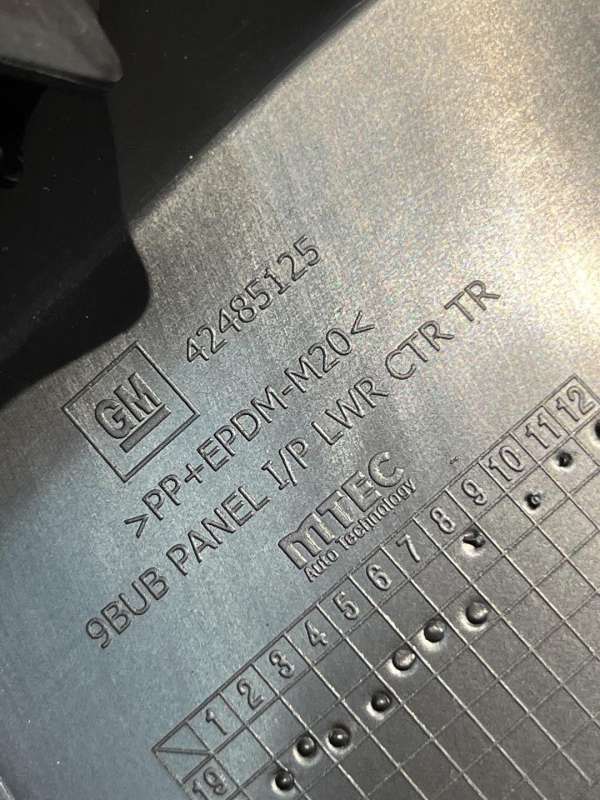 GM
42485125
>PP+EPDM-M20<
9BUB PANEL I/P LWR CTR TR
MTEC
Auto Technology
1 2 3 4 5 6 7 8 9 10 11 12
19